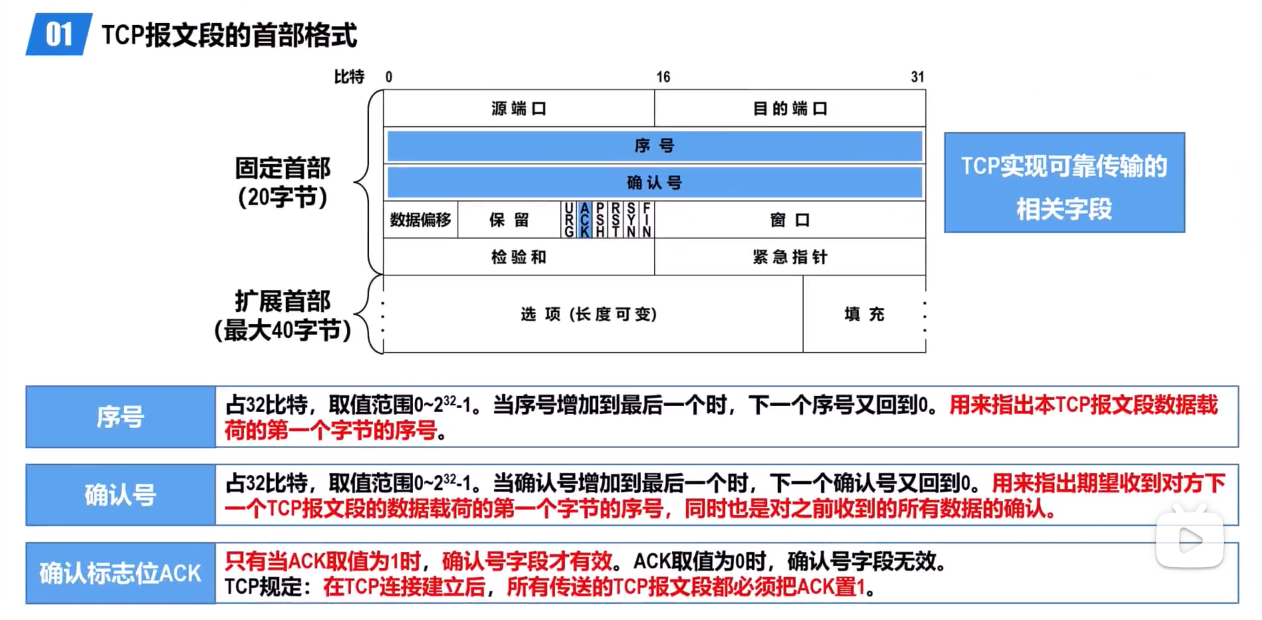 01 TCP报文段的首部格式
比特 0 16 31
源端口 目的端口
序号
固定首部
(20字节)
确认号
TCP实现可靠传输的
相关字段
数据偏移 保留 URG ACK PSH RST SYN FIN 窗口
检验和 紧急指针
扩展首部
(最大40字节)
选项 (长度可变) 填充
序号
占32比特，取值范围0~2³²-1。当序号增加到最后一个时，下一个序号又回到0。用来指出本TCP报文段数据载
荷的第一个字节的序号。
确认号
占32比特，取值范围0~2³²-1。当确认号增加到最后一个时，下一个确认号又回到0。用来指出期望收到对方下
一个TCP报文段的数据载荷的第一个字节的序号，同时也是对之前收到的所有数据的确认。
确认标志位ACK
只有当ACK取值为1时，确认号字段才有效。ACK取值为0时，确认号字段无效。
TCP规定：在TCP连接建立后，所有传送的TCP报文段都必须把ACK置1。